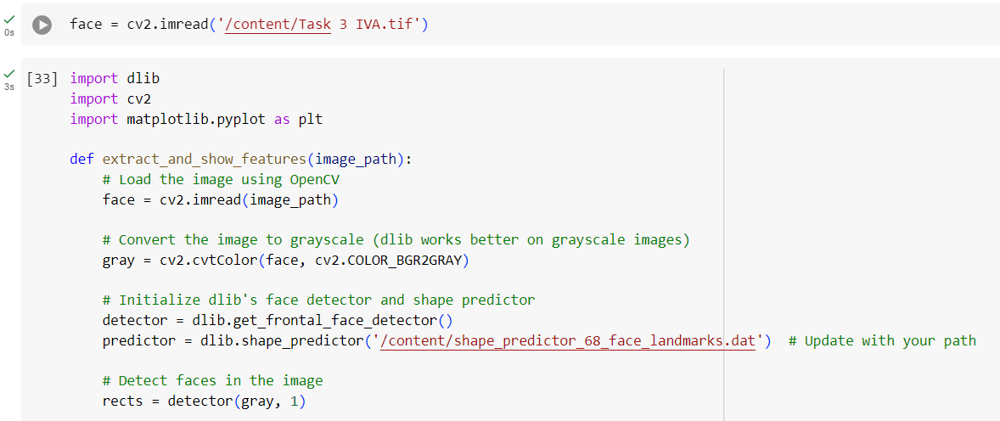 0s
face = cv2.imread('/content/Task 3 IVA.tif')
3s
[33] import dlib
import cv2
import matplotlib.pyplot as plt
def extract_and_show_features(image_path):
# Load the image using OpenCV
face = cv2.imread(image_path)
# Convert the image to grayscale (dlib works better on grayscale images)
gray = cv2.cvtColor(face, cv2.COLOR_BGR2GRAY)
# Initialize dlib's face detector and shape predictor
detector = dlib.get_frontal_face_detector()
predictor = dlib.shape_predictor('/content/shape_predictor_68_face_landmarks.dat')  # Update with your path
# Detect faces in the image
rects = detector(gray, 1)